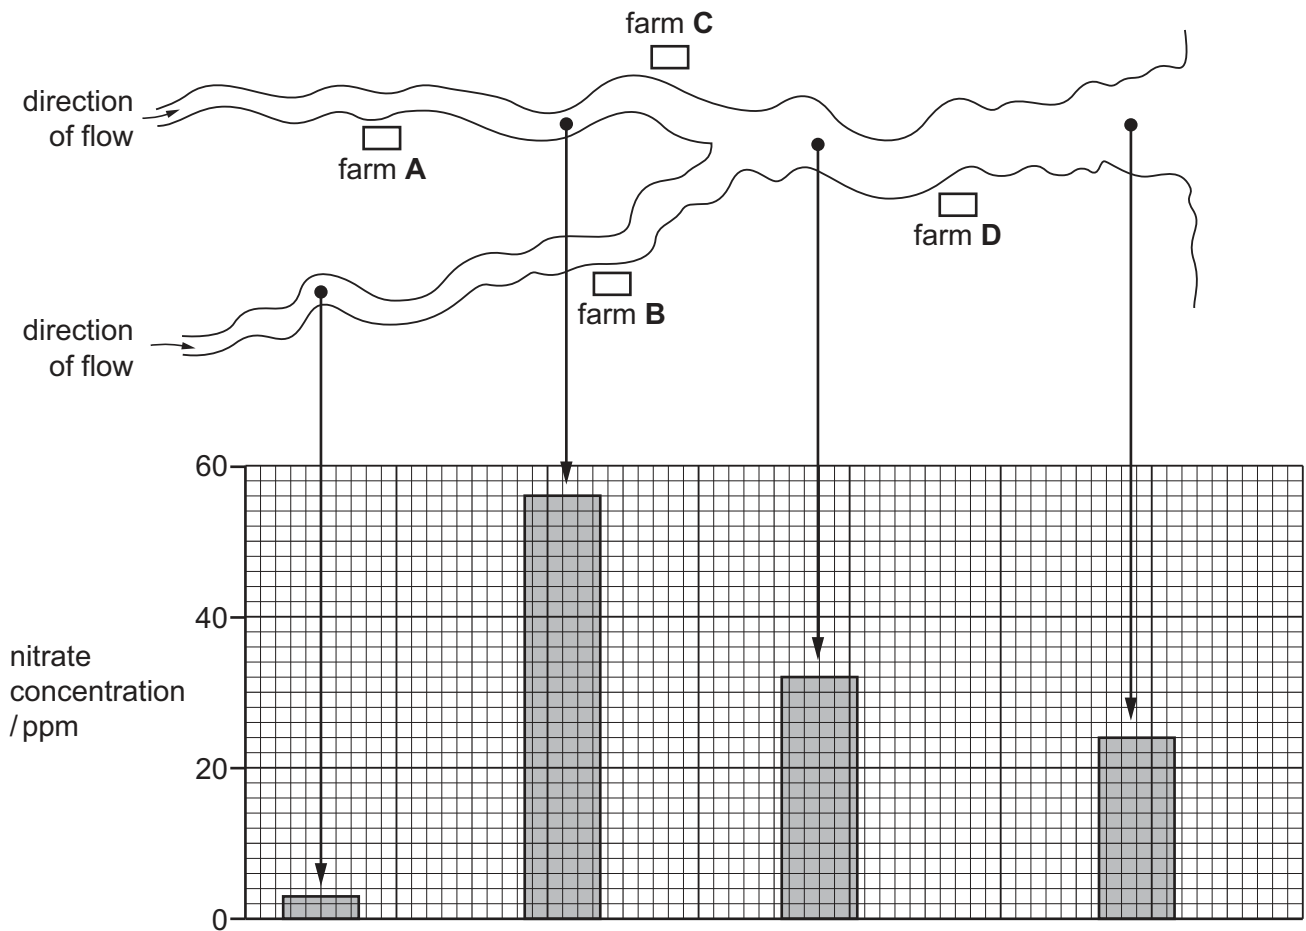 farm C
direction
of flow
farm A
farm D
farm B
direction
of flow
60
40
nitrate
concentration
/ ppm
20
0